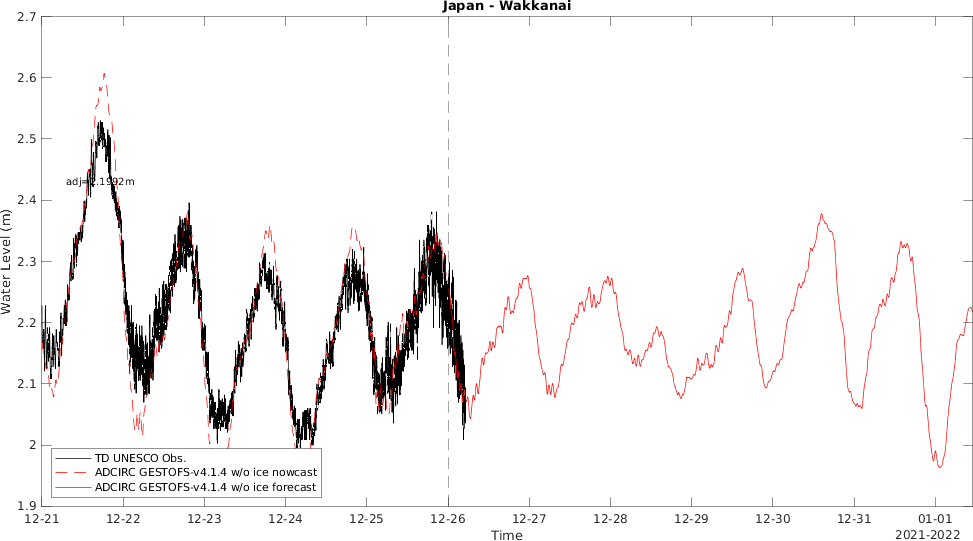 Japan - Wakkanai
2.7
2.6
2.5
2.4
2.3
2.2
2.1
2
1.9
Water Level (m)
adj=2.1992m
TD UNESCO Obs.
ADCIRC GESTOFS-v4.1.4 w/o ice nowcast
ADCIRC GESTOFS-v4.1.4 w/o ice forecast
12-21 12-22 12-23 12-24 12-25 12-26 12-27 12-28 12-29 12-30 12-31 01-01
Time
2021-2022